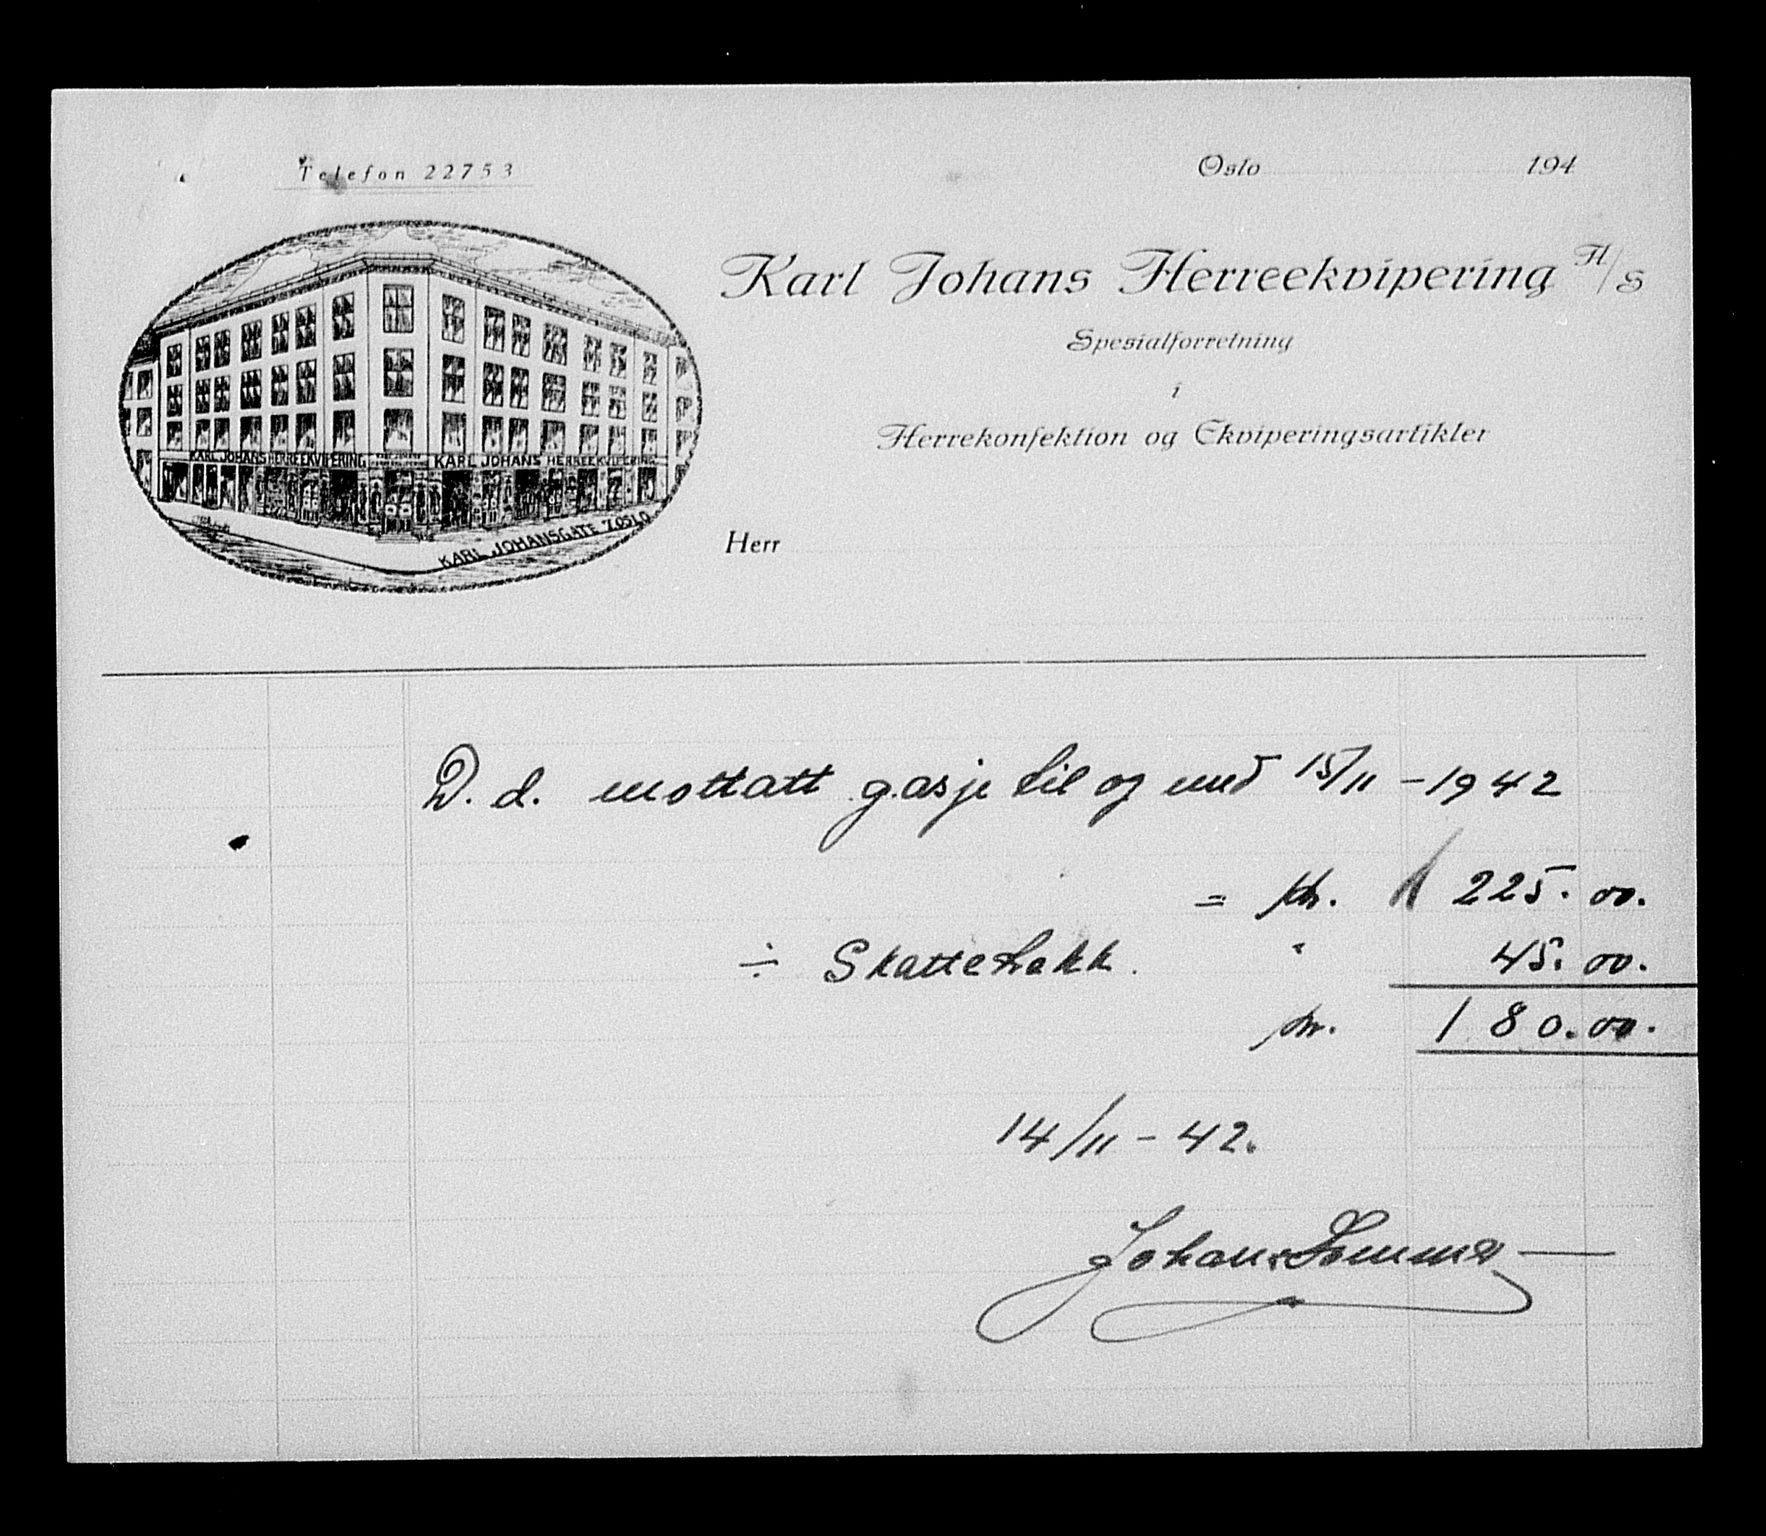 Telefon 22753
Oslo 194
Karl Johans Herreekvipering A/S
Spesialforretning
i
Herrekonfektion og Ekviperingsartikler
KARL JOHANS HERREEKVIPERING
KARL JOHANS HERREEKVIPERING
KARL JOHANSGATE 7 OSLO
Herr
D. d. mottatt gasje til og med 15/11 – 1942
= kr. 225.00.
÷ Skattetrekk. " 45.00.
kr. 180.00.
14/11 – 42.
Johan